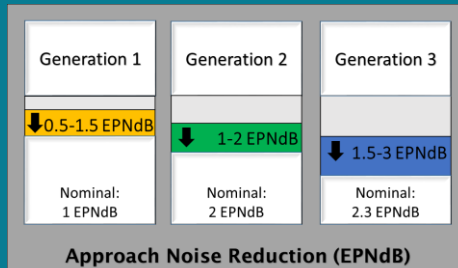 Generation 1
Generation 2
Generation 3
0.5-1.5 EPNdB
1-2 EPNdB
1.5-3 EPNdB
Nominal:
1 EPNdB
Nominal:
2 EPNdB
Nominal:
2.3 EPNdB
Approach Noise Reduction (EPNdB)